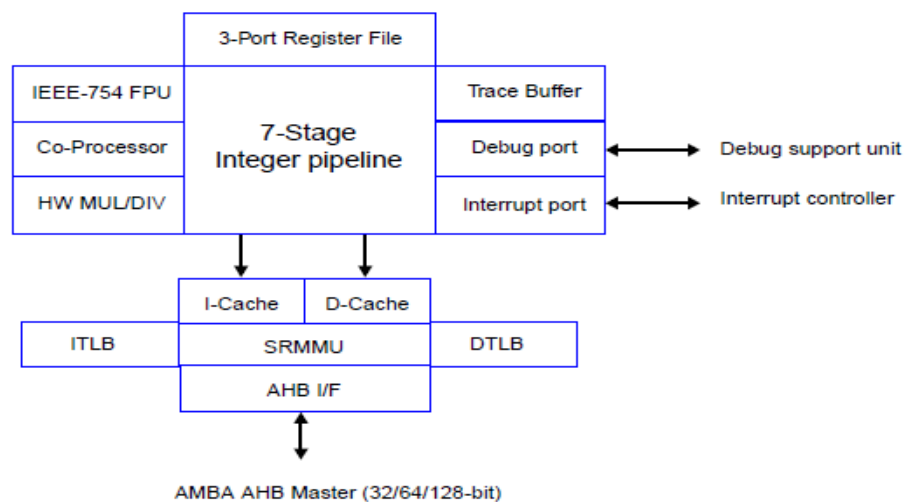 3-Port Register File
IEEE-754 FPU
7-Stage
Integer pipeline
Trace Buffer
Co-Processor
Debug port
Debug support unit
HW MUL/DIV
Interrupt port
Interrupt controller
I-Cache
D-Cache
ITLB
SRMMU
DTLB
AHB I/F
AMBA AHB Master (32/64/128-bit)